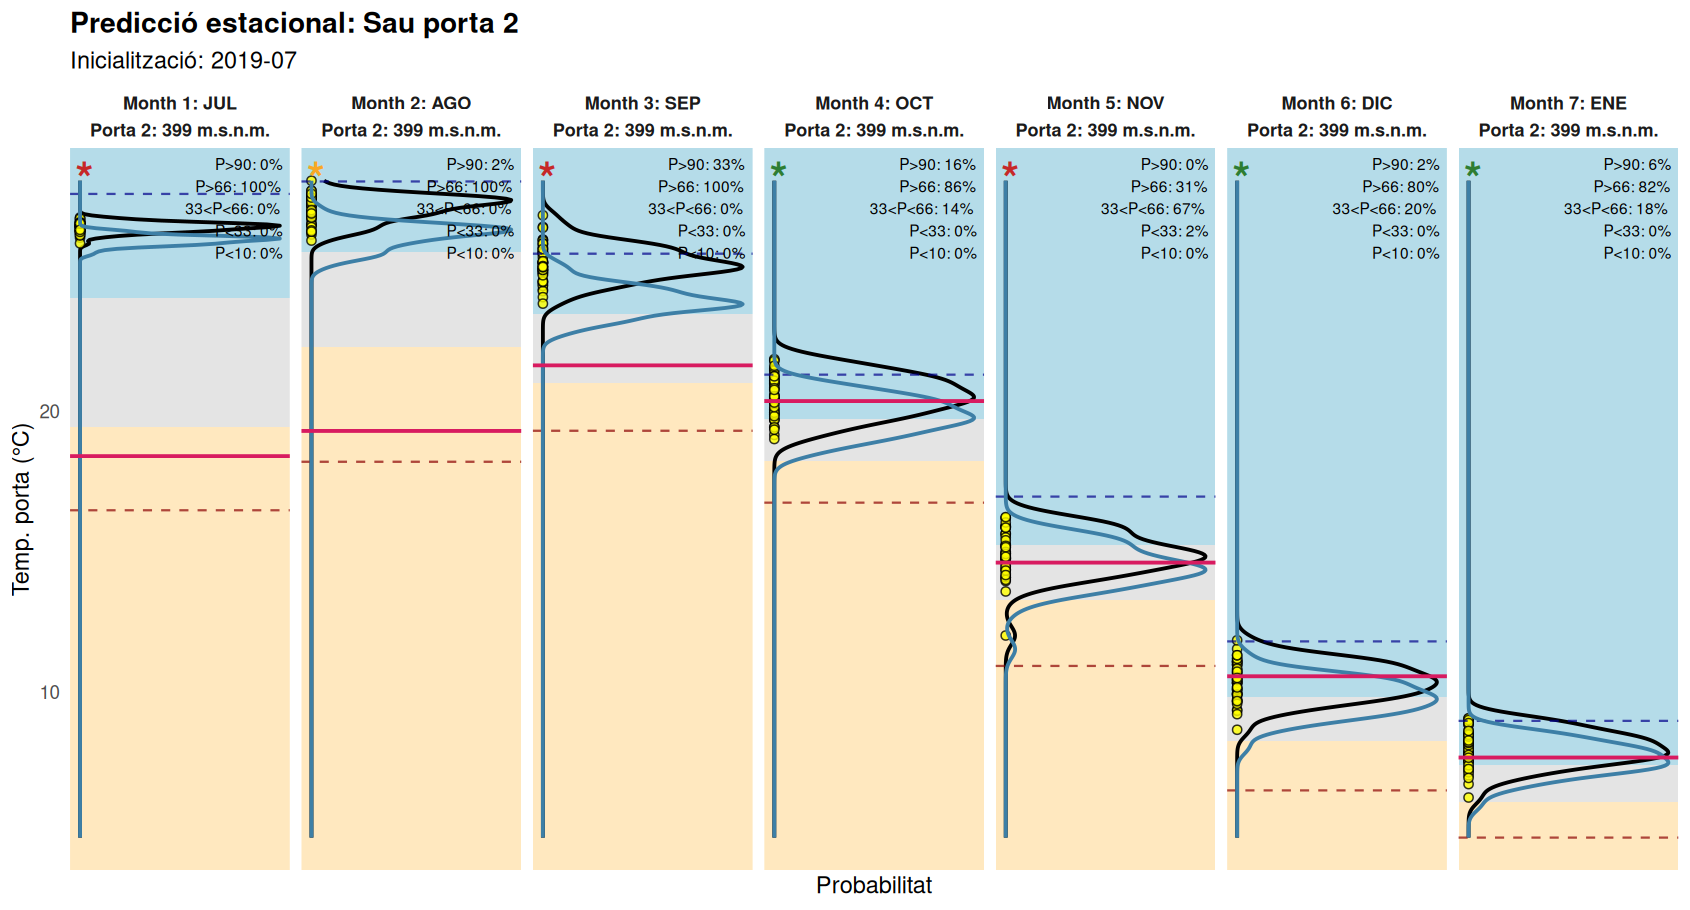 Predicció estacional: Sau porta 2
Inicialització: 2019-07
Month 1: JUL
Porta 2: 399 m.s.n.m.
Month 2: AGO
Porta 2: 399 m.s.n.m.
Month 3: SEP
Porta 2: 399 m.s.n.m.
Month 4: OCT
Porta 2: 399 m.s.n.m.
Month 5: NOV
Porta 2: 399 m.s.n.m.
Month 6: DIC
Porta 2: 399 m.s.n.m.
Month 7: ENE
Porta 2: 399 m.s.n.m.
*
P>90: 0%
P>66: 100%
33<P<66: 0%
P<33: 0%
P<10: 0%
*
P>90: 2%
P>66: 100%
33<P<66: 0%
P<33: 0%
P<10: 0%
*
P>90: 33%
P>66: 100%
33<P<66: 0%
P<33: 0%
P<10: 0%
*
P>90: 16%
P>66: 86%
33<P<66: 14%
P<33: 0%
P<10: 0%
*
P>90: 0%
P>66: 31%
33<P<66: 67%
P<33: 2%
P<10: 0%
*
P>90: 2%
P>66: 80%
33<P<66: 20%
P<33: 0%
P<10: 0%
*
P>90: 6%
P>66: 82%
33<P<66: 18%
P<33: 0%
P<10: 0%
Temp. porta (°C)
20
10
Probabilitat